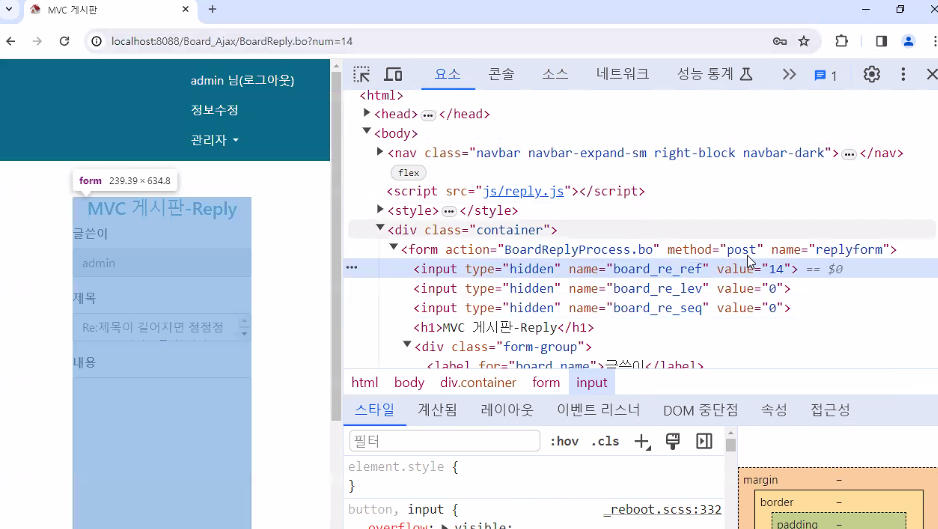 MVC 게시판
localhost:8088/Board_Ajax/BoardReply.bo?num=14
admin 님(로그아웃)
정보수정
관리자
form 239.39 × 634.8
MVC 게시판-Reply
글쓴이
admin
제목
Re:제목이 길어지면 정정정
내용
요소 콘솔 소스 네트워크 성능 통계 1
<html>
<head> </head>
<body>
<nav class="navbar navbar-expand-sm right-block navbar-dark"> </nav>
flex
<script src="js/reply.js"></script>
<style> </style>
<div class="container">
<form action="BoardReplyProcess.bo" method="post" name="replyform">
<input type="hidden" name="board_re_ref" value="14"> == $0
<input type="hidden" name="board_re_lev" value="0">
<input type="hidden" name="board_re_seq" value="0">
<h1>MVC 게시판-Reply</h1>
<div class="form-group">
<label for="board_name">글쓴이</label>
html body div.container form input
스타일 계산됨 레이아웃 이벤트 리스너 DOM 중단점 속성 접근성
필터 :hov .cls
element.style {
}
button, input { _reboot.scss:332
overflow: visible;
margin –
border –
padding